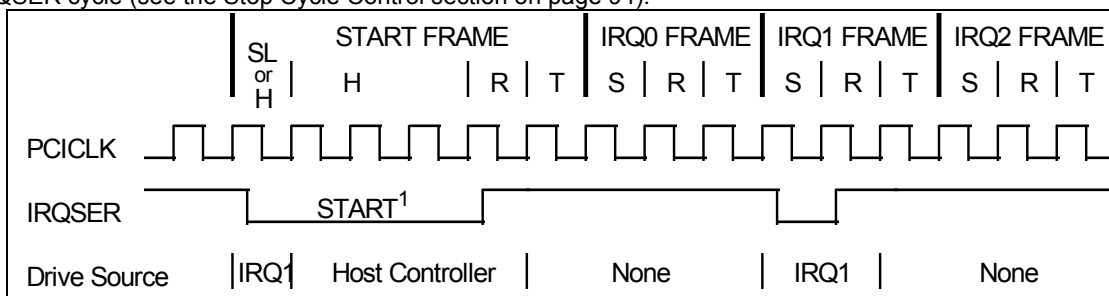 QSER cycle (see the Stop Cycle Control section on page 94).
SL or H START FRAME IRQ0 FRAME IRQ1 FRAME IRQ2 FRAME
H R T S R T S R T S R T
PCICLK
IRQSER START1
Drive Source IRQ1 Host Controller None IRQ1 None